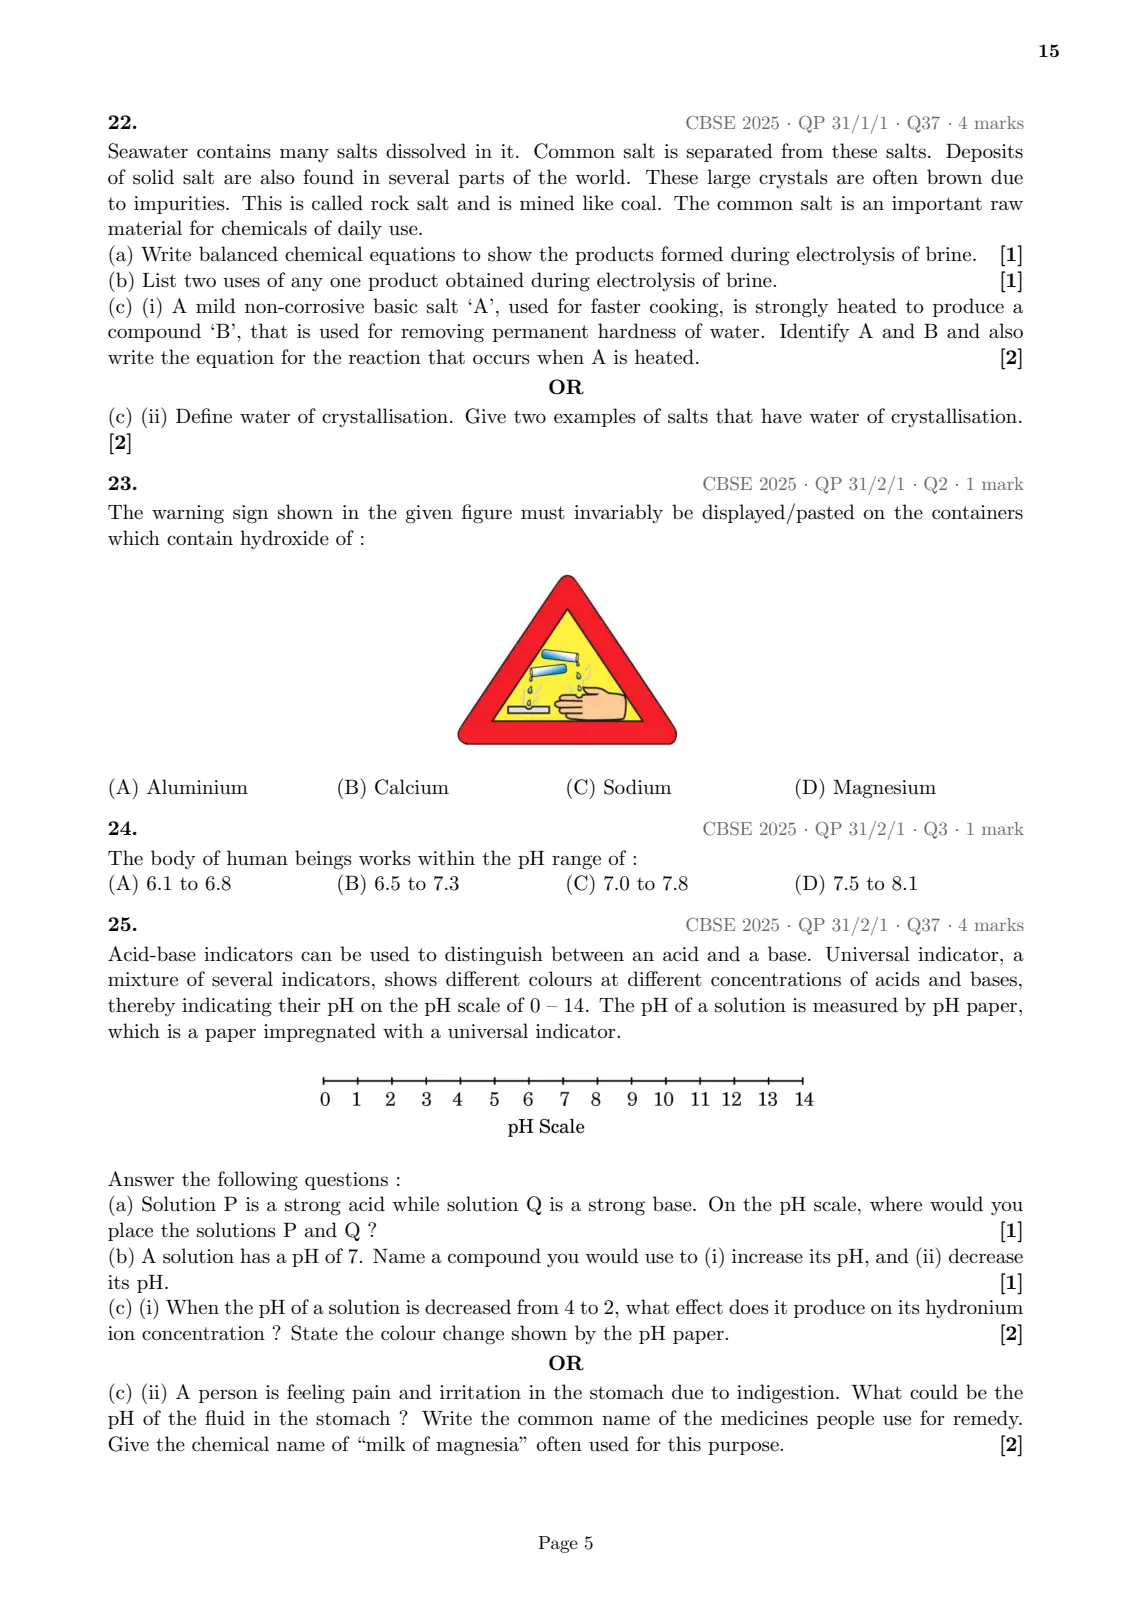 15
22. CBSE 2025 · QP 31/1/1 · Q37 · 4 marks
Seawater contains many salts dissolved in it. Common salt is separated from these salts. Deposits
of solid salt are also found in several parts of the world. These large crystals are often brown due
to impurities. This is called rock salt and is mined like coal. The common salt is an important raw
material for chemicals of daily use.
(a) Write balanced chemical equations to show the products formed during electrolysis of brine. [1]
(b) List two uses of any one product obtained during electrolysis of brine. [1]
(c) (i) A mild non-corrosive basic salt ‘A’, used for faster cooking, is strongly heated to produce a
compound ‘B’, that is used for removing permanent hardness of water. Identify A and B and also
write the equation for the reaction that occurs when A is heated. [2]
OR
(c) (ii) Define water of crystallisation. Give two examples of salts that have water of crystallisation.
[2]
23. CBSE 2025 · QP 31/2/1 · Q2 · 1 mark
The warning sign shown in the given figure must invariably be displayed/pasted on the containers
which contain hydroxide of :
(A) Aluminium (B) Calcium (C) Sodium (D) Magnesium
24. CBSE 2025 · QP 31/2/1 · Q3 · 1 mark
The body of human beings works within the pH range of :
(A) 6.1 to 6.8 (B) 6.5 to 7.3 (C) 7.0 to 7.8 (D) 7.5 to 8.1
25. CBSE 2025 · QP 31/2/1 · Q37 · 4 marks
Acid-base indicators can be used to distinguish between an acid and a base. Universal indicator, a
mixture of several indicators, shows different colours at different concentrations of acids and bases,
thereby indicating their pH on the pH scale of 0 – 14. The pH of a solution is measured by pH paper,
which is a paper impregnated with a universal indicator.
0 1 2 3 4 5 6 7 8 9 10 11 12 13 14
pH Scale
Answer the following questions :
(a) Solution P is a strong acid while solution Q is a strong base. On the pH scale, where would you
place the solutions P and Q ? [1]
(b) A solution has a pH of 7. Name a compound you would use to (i) increase its pH, and (ii) decrease
its pH. [1]
(c) (i) When the pH of a solution is decreased from 4 to 2, what effect does it produce on its hydronium
ion concentration ? State the colour change shown by the pH paper. [2]
OR
(c) (ii) A person is feeling pain and irritation in the stomach due to indigestion. What could be the
pH of the fluid in the stomach ? Write the common name of the medicines people use for remedy.
Give the chemical name of “milk of magnesia” often used for this purpose. [2]
Page 5